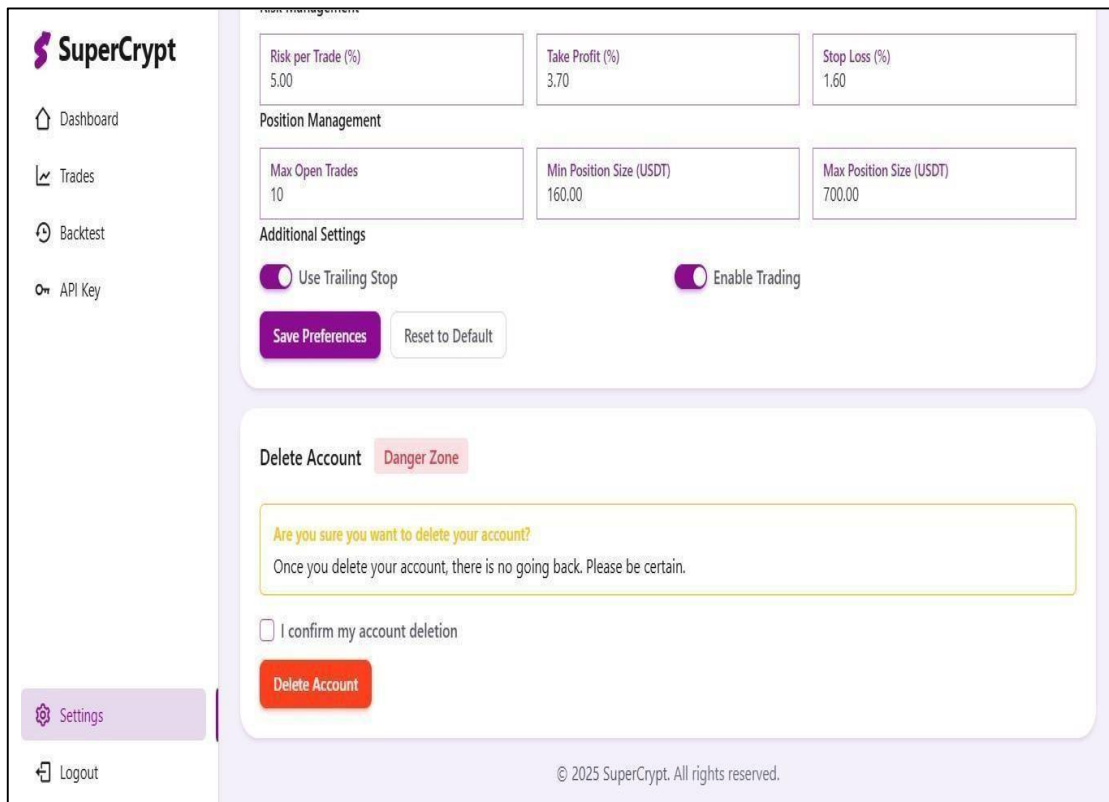 SuperCrypt
Dashboard
Trades
Backtest
API Key
Settings
Logout
Risk Management
Risk per Trade (%)
5.00
Take Profit (%)
3.70
Stop Loss (%)
1.60
Position Management
Max Open Trades
10
Min Position Size (USDT)
160.00
Max Position Size (USDT)
700.00
Additional Settings
Use Trailing Stop
Enable Trading
Save Preferences
Reset to Default
Delete Account
Danger Zone
Are you sure you want to delete your account?
Once you delete your account, there is no going back. Please be certain.
I confirm my account deletion
Delete Account
© 2025 SuperCrypt. All rights reserved.